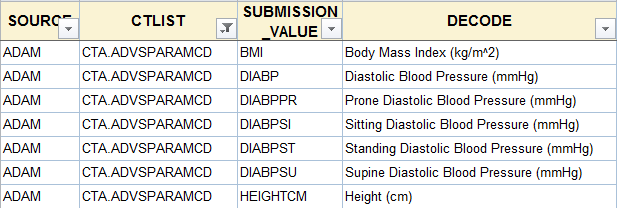 SOURCE CTLIST SUBMISSION_VALUE DECODE
ADAM CTA.ADVSPARAMCD BMI Body Mass Index (kg/m^2)
ADAM CTA.ADVSPARAMCD DIABP Diastolic Blood Pressure (mmHg)
ADAM CTA.ADVSPARAMCD DIABPPR Prone Diastolic Blood Pressure (mmHg)
ADAM CTA.ADVSPARAMCD DIABPSI Sitting Diastolic Blood Pressure (mmHg)
ADAM CTA.ADVSPARAMCD DIABPST Standing Diastolic Blood Pressure (mmHg)
ADAM CTA.ADVSPARAMCD DIABPSU Supine Diastolic Blood Pressure (mmHg)
ADAM CTA.ADVSPARAMCD HEIGHTCM Height (cm)